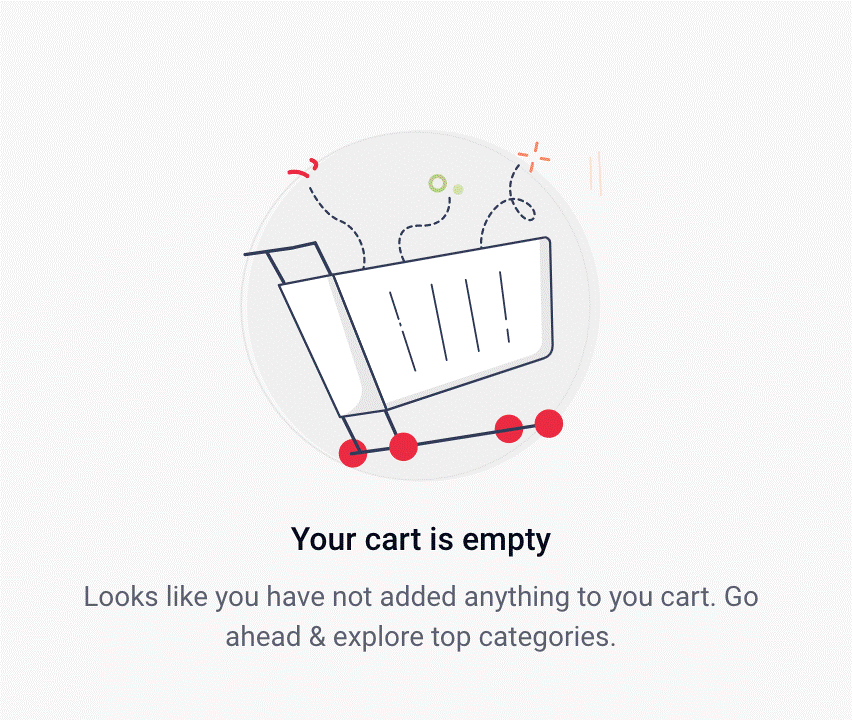 Your cart is empty
Looks like you have not added anything to you cart. Go
ahead & explore top categories.